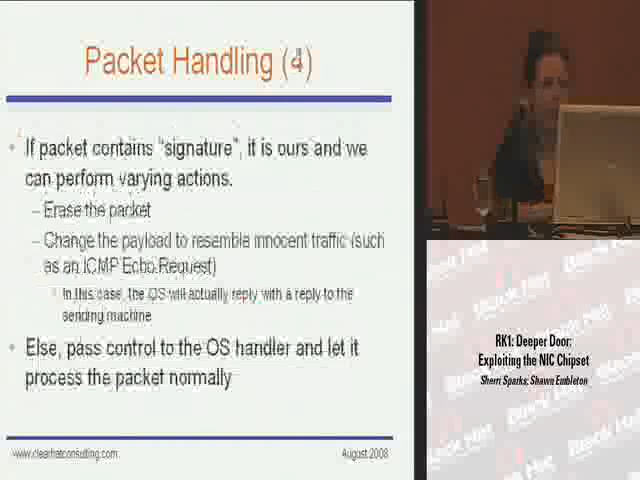 Packet Handling (4)
• If packet contains "signature", it is ours and we
can perform varying actions.
– Erase the packet
– Change the payload to resemble innocent traffic (such
as an ICMP Echo Request)
• In this case, the OS will actually reply with a reply to the
sending machine
• Else, pass control to the OS handler and let it
process the packet normally
www.clearhatconsulting.com
August 2008
RK1: Deeper Door:
Exploiting the NIC Chipset
Sherri Sparks; Shawn Embleton
Black Hat